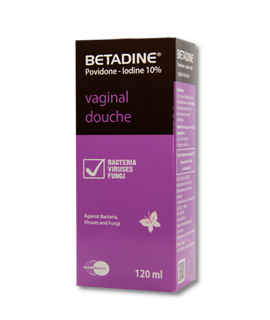 BETADINE®
Povidone - Iodine 10%
vaginal
douche
BACTERIA
VIRUSES
FUNGI
Against Bacteria,
Viruses and Fungi
120 ml